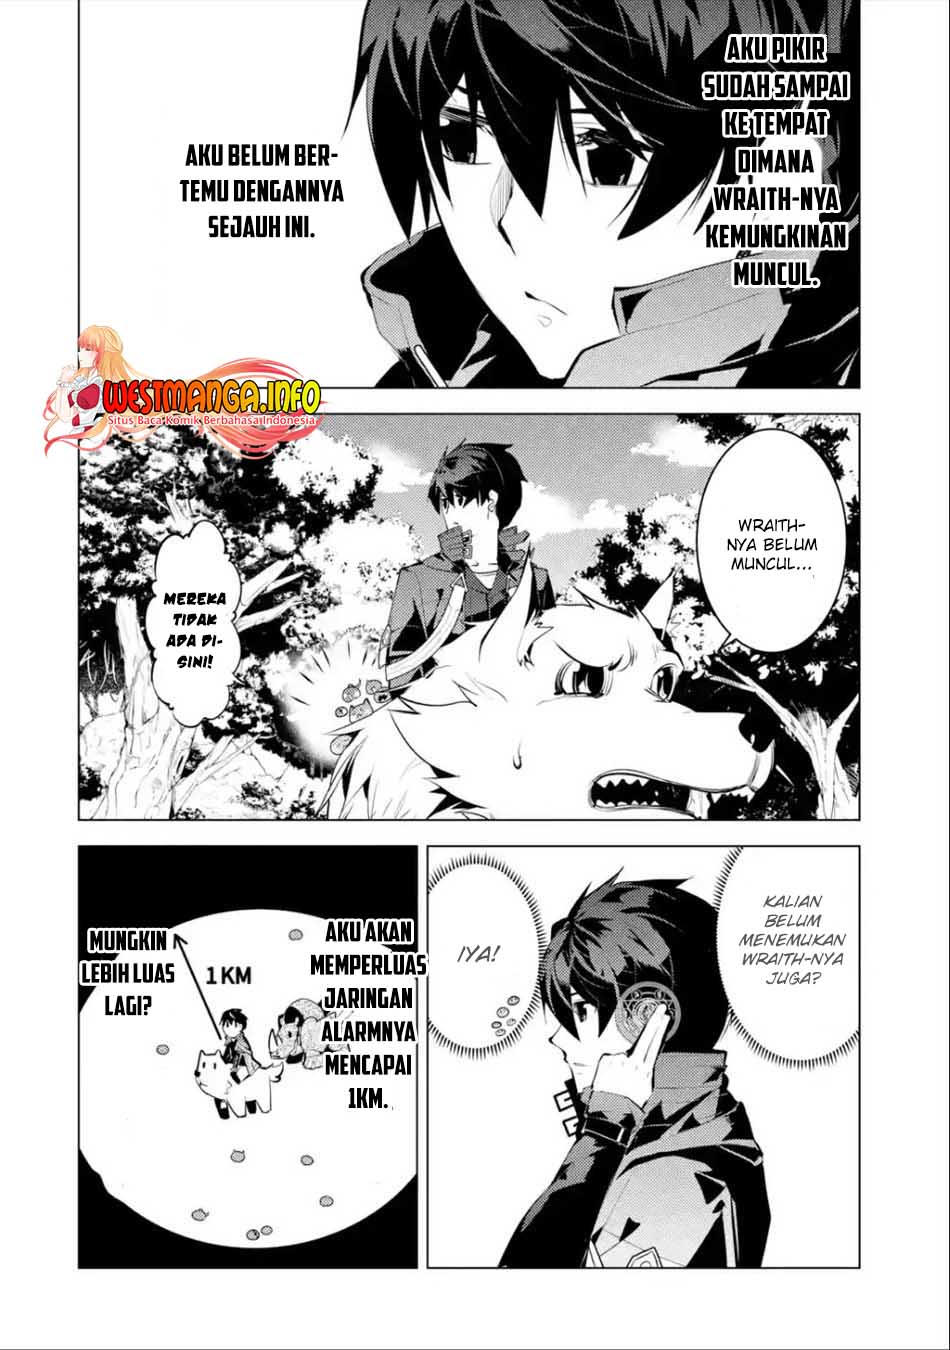 AKU PIKIR
SUDAH SAMPAI
KE TEMPAT
DIMANA
WRAITH-NYA
KEMUNGKINAN
MUNCUL.
AKU BELUM BER-
TEMU DENGANNYA
SEJAUH INI.
WESTMANGA.INFO
Situs Baca Komik Berbahasa Indonesia
WRAITH-
NYA BELUM
MUNCUL...
MEREKA
TIDAK
ADA DI-
SINI!
KALIAN
BELUM
MENEMUKAN
WRAITH-NYA
JUGA?
IYA!
AKU AKAN
MEMPERLUAS
JARINGAN
ALARMNYA
MENCAPAI
1KM.
1KM
MUNGKIN
LEBIH LUAS
LAGI?